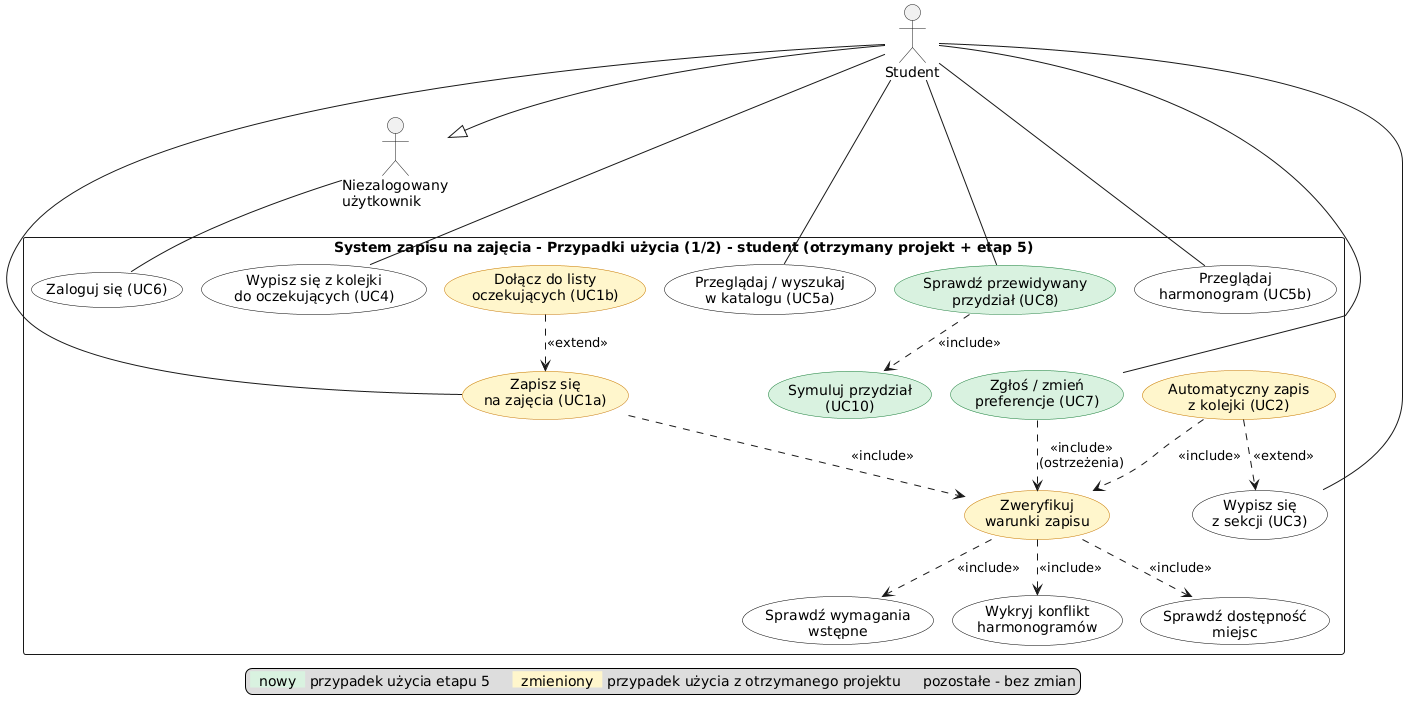 Student
Niezalogowany
użytkownik
System zapisu na zajęcia - Przypadki użycia (1/2) - student (otrzymany projekt + etap 5)
Zaloguj się (UC6)
Wypisz się z kolejki
do oczekujących (UC4)
Dołącz do listy
oczekujących (UC1b)
Przeglądaj / wyszukaj
w katalogu (UC5a)
Sprawdź przewidywany
przydział (UC8)
Przeglądaj
harmonogram (UC5b)
«extend»
«include»
Zapisz się
na zajęcia (UC1a)
Symuluj przydział
(UC10)
Zgłoś / zmień
preferencje (UC7)
Automatyczny zapis
z kolejki (UC2)
«include»
«include»
(ostrzeżenia)
«include»
«extend»
Zweryfikuj
warunki zapisu
Wypisz się
z sekcji (UC3)
«include»
«include»
«include»
Sprawdź wymagania
wstępne
Wykryj konflikt
harmonogramów
Sprawdź dostępność
miejsc
nowy przypadek użycia etapu 5 zmieniony przypadek użycia z otrzymanego projektu pozostałe - bez zmian